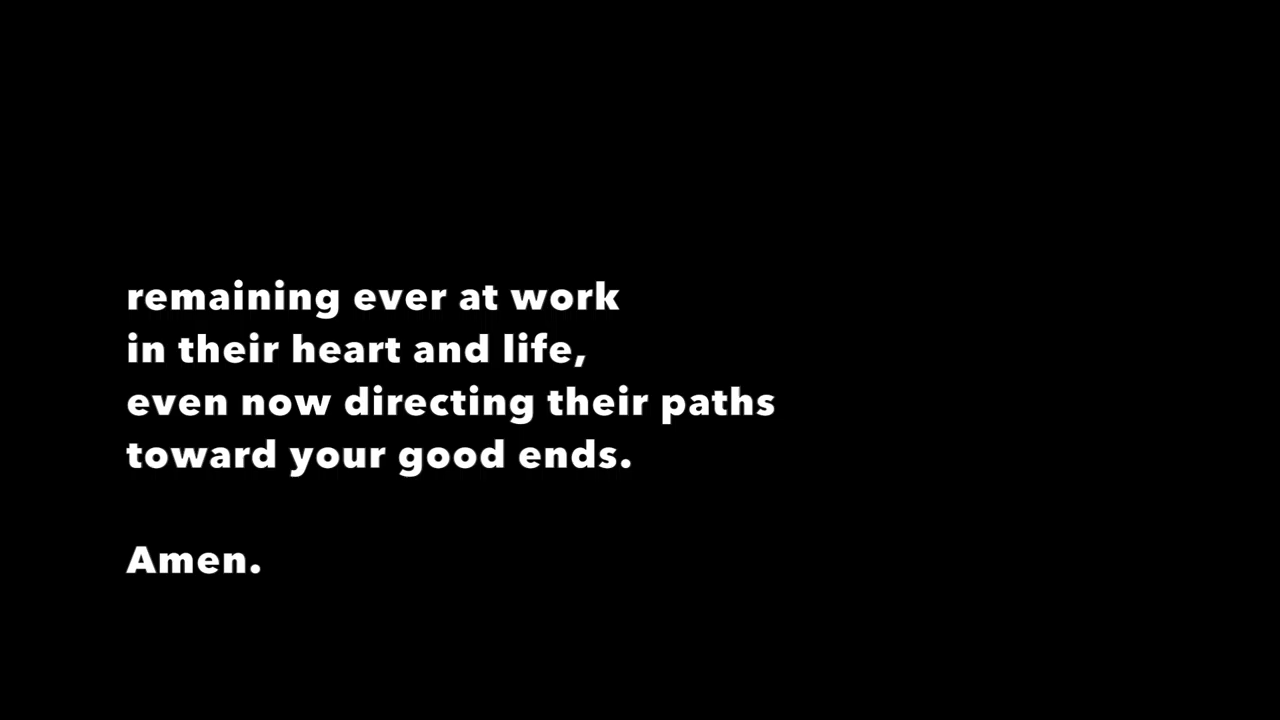 remaining ever at work
in their heart and life,
even now directing their paths
toward your good ends.
Amen.